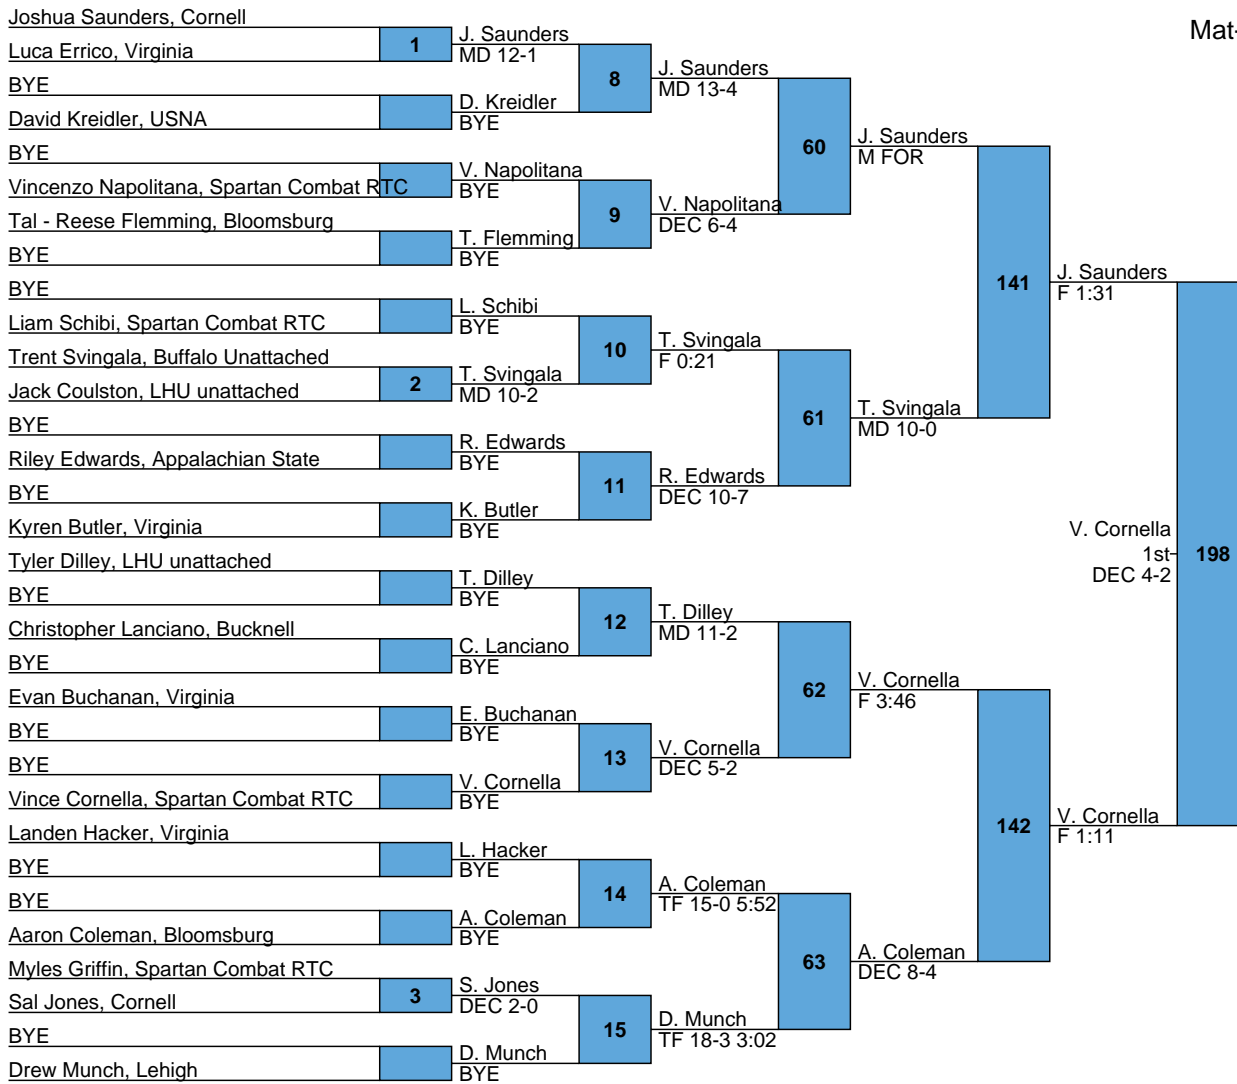 Mat-
Joshua Saunders, Cornell
Luca Errico, Virginia
BYE
David Kreidler, USNA
BYE
Vincenzo Napolitana, Spartan Combat RTC
Tal - Reese Flemming, Bloomsburg
BYE
BYE
Liam Schibi, Spartan Combat RTC
Trent Svingala, Buffalo Unattached
Jack Coulston, LHU unattached
BYE
Riley Edwards, Appalachian State
BYE
Kyren Butler, Virginia
Tyler Dilley, LHU unattached
BYE
Christopher Lanciano, Bucknell
BYE
Evan Buchanan, Virginia
BYE
BYE
Vince Cornella, Spartan Combat RTC
Landen Hacker, Virginia
BYE
BYE
Aaron Coleman, Bloomsburg
Myles Griffin, Spartan Combat RTC
Sal Jones, Cornell
BYE
Drew Munch, Lehigh
1
2
3
J. Saunders
MD 12-1
D. Kreidler
BYE
V. Napolitana
BYE
T. Flemming
BYE
L. Schibi
BYE
T. Svingala
MD 10-2
R. Edwards
BYE
K. Butler
BYE
T. Dilley
BYE
C. Lanciano
BYE
E. Buchanan
BYE
V. Cornella
BYE
L. Hacker
BYE
A. Coleman
BYE
S. Jones
DEC 2-0
D. Munch
BYE
8
9
10
11
12
13
14
15
J. Saunders
MD 13-4
V. Napolitana
DEC 6-4
T. Svingala
F 0:21
R. Edwards
DEC 10-7
T. Dilley
MD 11-2
V. Cornella
DEC 5-2
A. Coleman
TF 15-0 5:52
D. Munch
TF 18-3 3:02
60
61
62
63
J. Saunders
M FOR
T. Svingala
MD 10-0
V. Cornella
F 3:46
A. Coleman
DEC 8-4
141
142
J. Saunders
F 1:31
V. Cornella
F 1:11
198
V. Cornella
1st
DEC 4-2